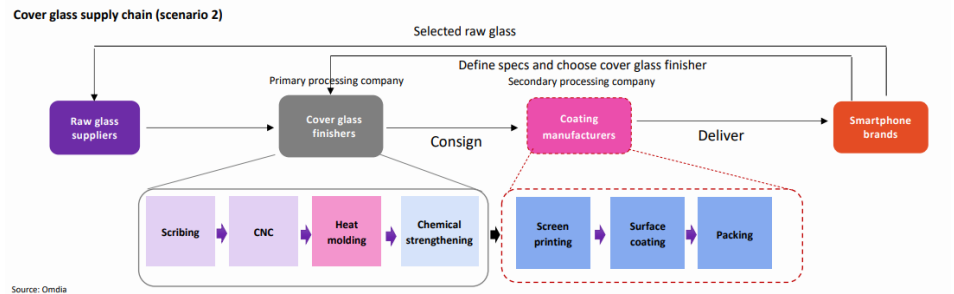 Cover glass supply chain (scenario 2)
Selected raw glass
Define specs and choose cover glass finisher
Primary processing company
Secondary processing company
Raw glass
suppliers
Cover glass
finishers
Consign
Coating
manufacturers
Deliver
Smartphone
brands
Scribing
CNC
Heat
molding
Chemical
strengthening
Screen
printing
Surface
coating
Packing
Source: Omdia